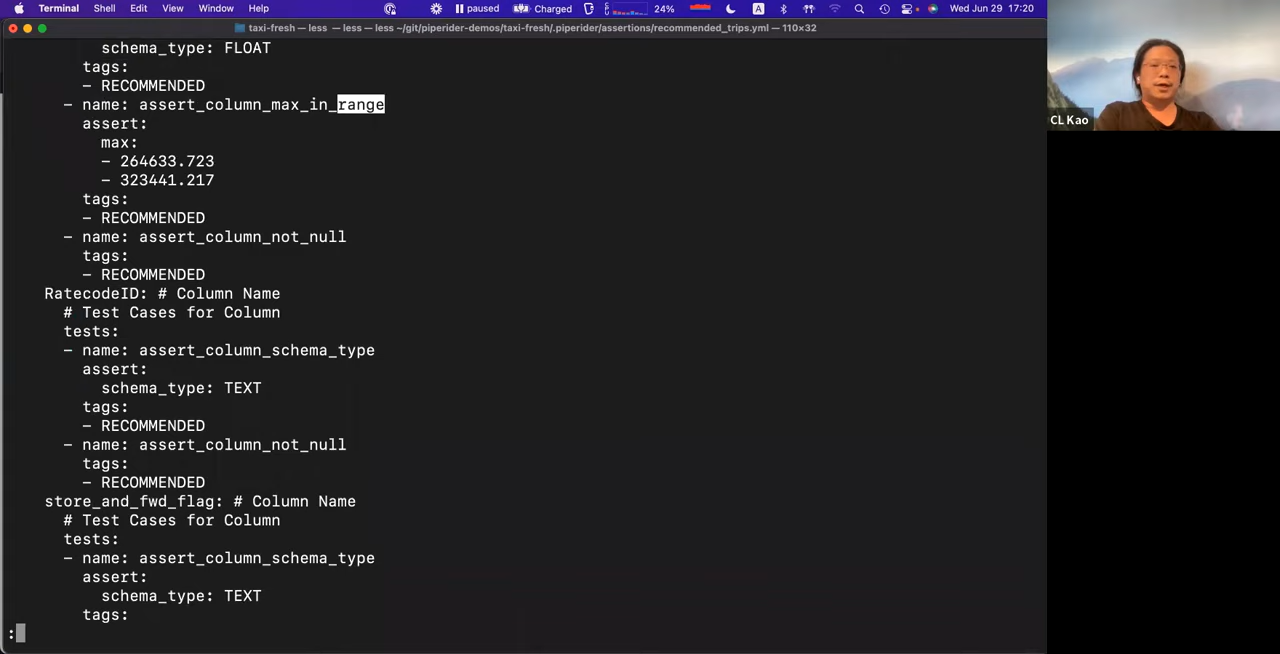 Terminal Shell Edit View Window Help paused Charged 24% A Wed Jun 29 17:20
taxi-fresh — less — less — less ~/git/piperider-demos/taxi-fresh/.piperider/assertions/recommended_trips.yml — 110×32
schema_type: FLOAT
tags:
- RECOMMENDED
- name: assert_column_max_in_range
assert:
max:
- 264633.723
- 323441.217
tags:
- RECOMMENDED
- name: assert_column_not_null
tags:
- RECOMMENDED
RatecodeID: # Column Name
# Test Cases for Column
tests:
- name: assert_column_schema_type
assert:
schema_type: TEXT
tags:
- RECOMMENDED
- name: assert_column_not_null
tags:
- RECOMMENDED
store_and_fwd_flag: # Column Name
# Test Cases for Column
tests:
- name: assert_column_schema_type
assert:
schema_type: TEXT
tags:
:
CL Kao